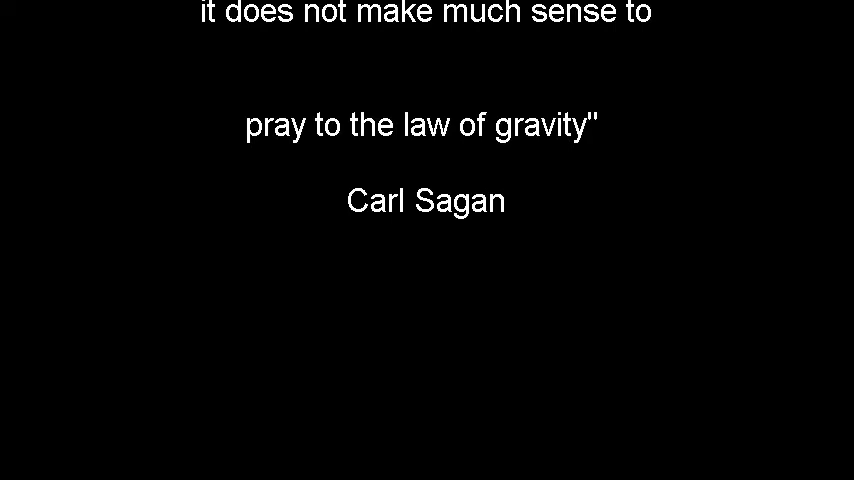 it does not make much sense to
pray to the law of gravity"
Carl Sagan